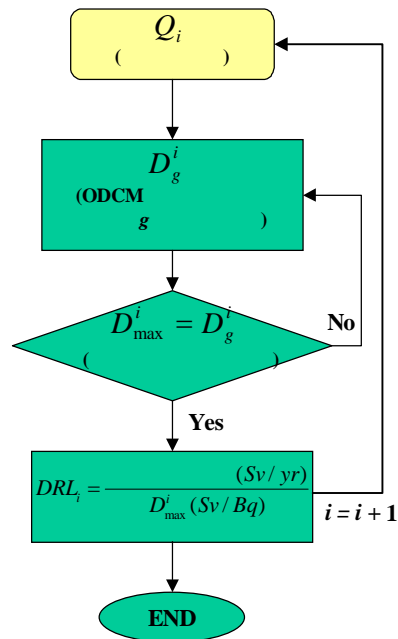 Q_i
( )
D_g^i
(ODCM
g )
D_max^i = D_g^i
( )
No
Yes
DRL_i = (Sv/yr) / D_max^i (Sv/Bq)
i = i + 1
END